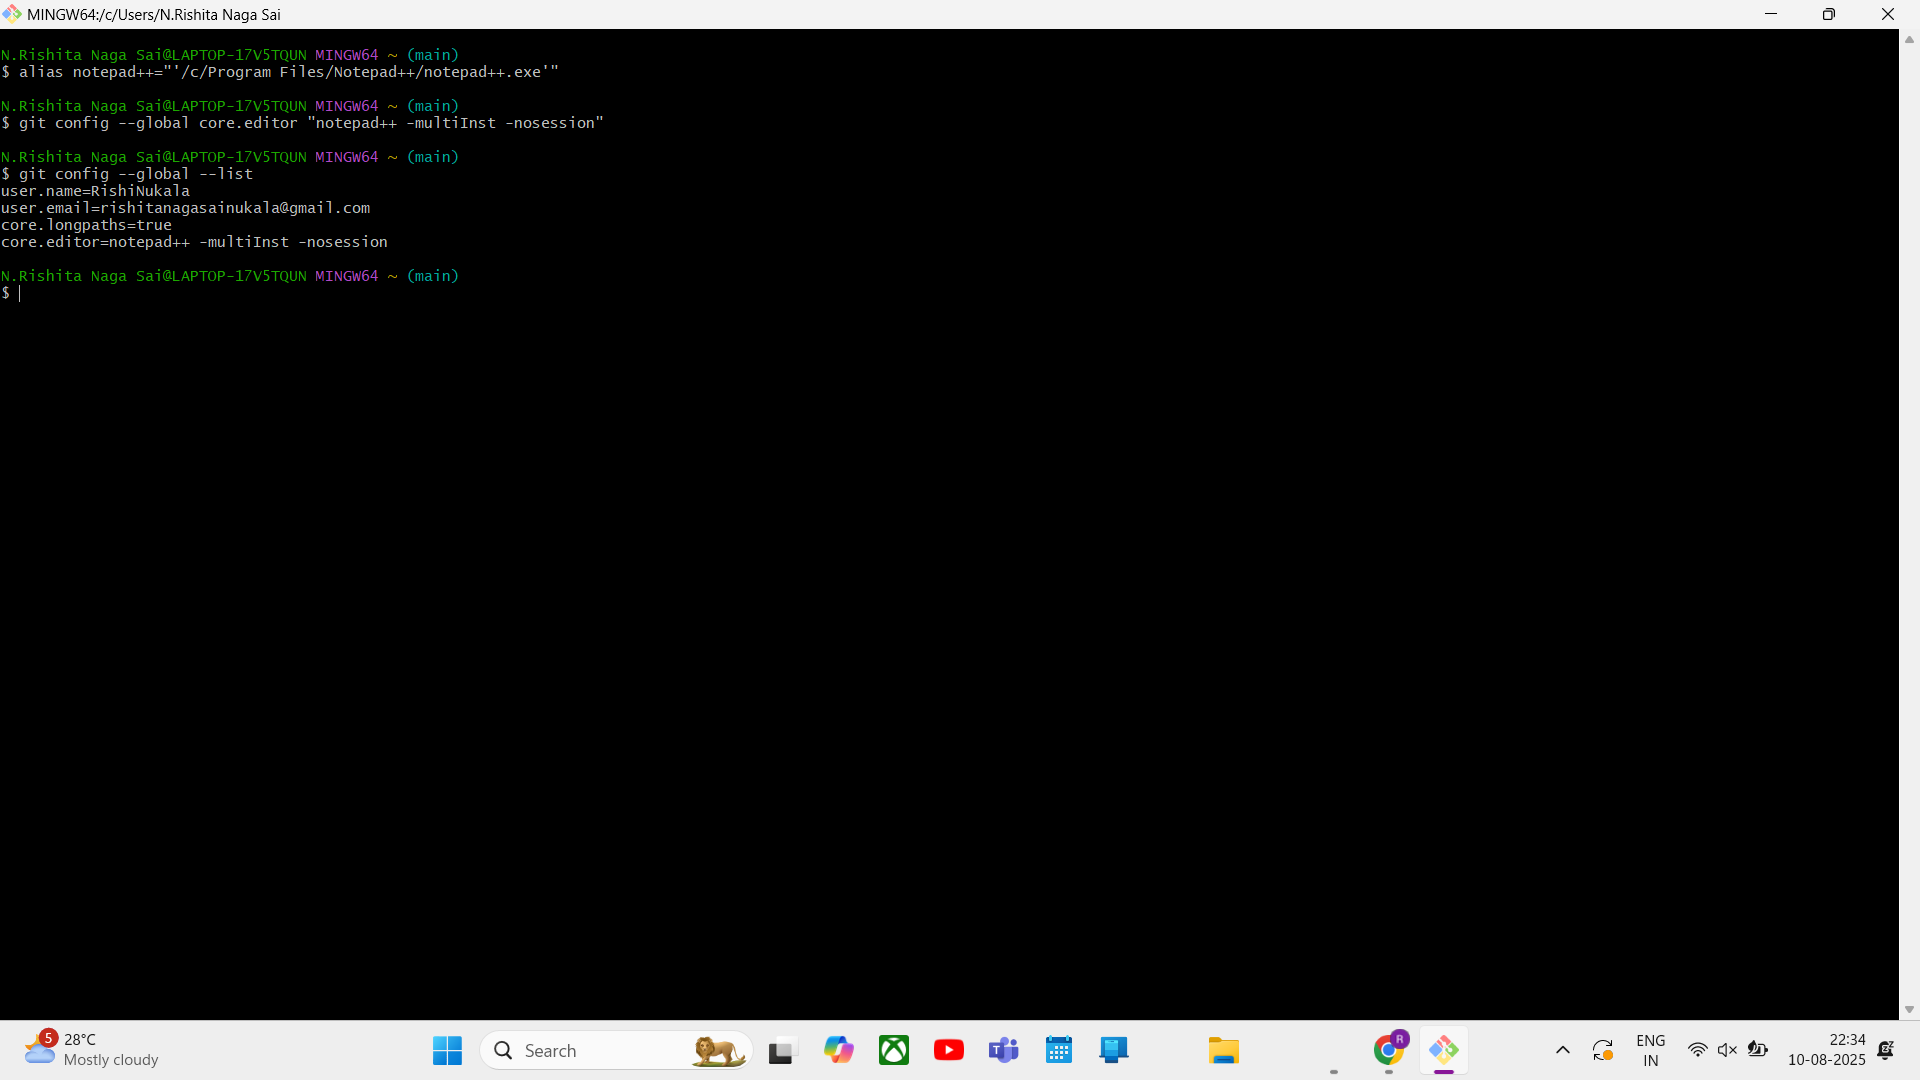 MINGW64:/c/Users/N.Rishita Naga Sai
N.Rishita Naga Sai@LAPTOP-17V5TQUN MINGW64 ~ (main)
$ alias notepad++="'/c/Program Files/Notepad++/notepad++.exe'"
N.Rishita Naga Sai@LAPTOP-17V5TQUN MINGW64 ~ (main)
$ git config --global core.editor "notepad++ -multiInst -nosession"
N.Rishita Naga Sai@LAPTOP-17V5TQUN MINGW64 ~ (main)
$ git config --global --list
user.name=RishiNukala
user.email=rishitanagasainukala@gmail.com
core.longpaths=true
core.editor=notepad++ -multiInst -nosession
N.Rishita Naga Sai@LAPTOP-17V5TQUN MINGW64 ~ (main)
$
5
28°C
Mostly cloudy
Search
R
ENG
IN
22:34
10-08-2025